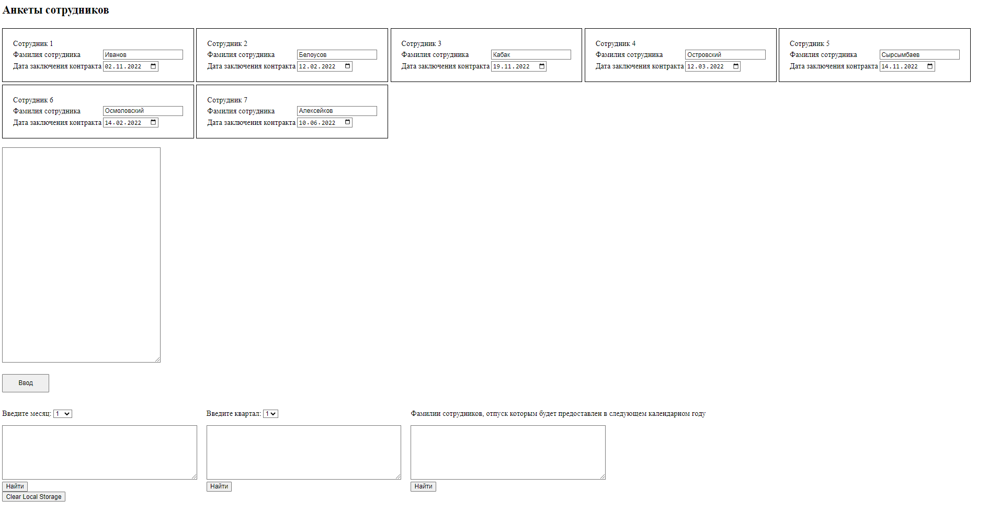 Анкеты сотрудников
Сотрудник 1
Фамилия сотрудника Иванов
Дата заключения контракта 02.11.2022
Сотрудник 2
Фамилия сотрудника Белоусов
Дата заключения контракта 12.02.2022
Сотрудник 3
Фамилия сотрудника Кабак
Дата заключения контракта 19.11.2022
Сотрудник 4
Фамилия сотрудника Островский
Дата заключения контракта 12.03.2022
Сотрудник 5
Фамилия сотрудника Сырсымбаев
Дата заключения контракта 14.11.2022
Сотрудник 6
Фамилия сотрудника Осмоловский
Дата заключения контракта 14.02.2022
Сотрудник 7
Фамилия сотрудника Алексейков
Дата заключения контракта 10.06.2022
Ввод
Введите месяц: 1
Найти
Clear Local Storage
Введите квартал: 1
Найти
Фамилии сотрудников, отпуск которым будет предоставлен в следующем календарном году
Найти